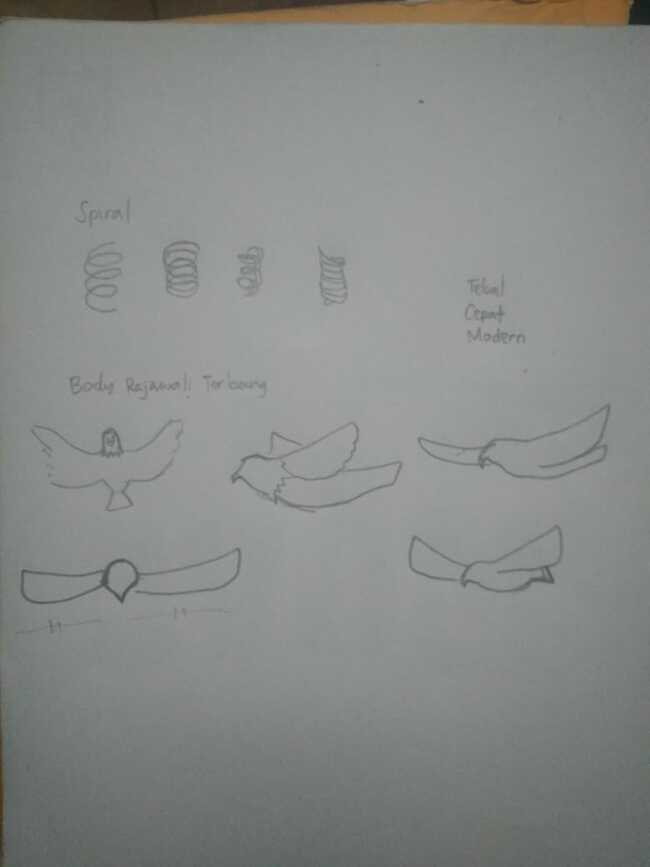 Spiral
Tebal
Cepat
Modern
Body Rajawali Terbang